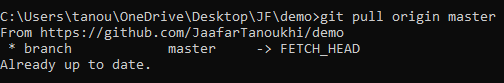 C:\Users\tanou\OneDrive\Desktop\JF\demo>git pull origin master
From https://github.com/JaafarTanoukhi/demo
 * branch            master     -> FETCH_HEAD
Already up to date.